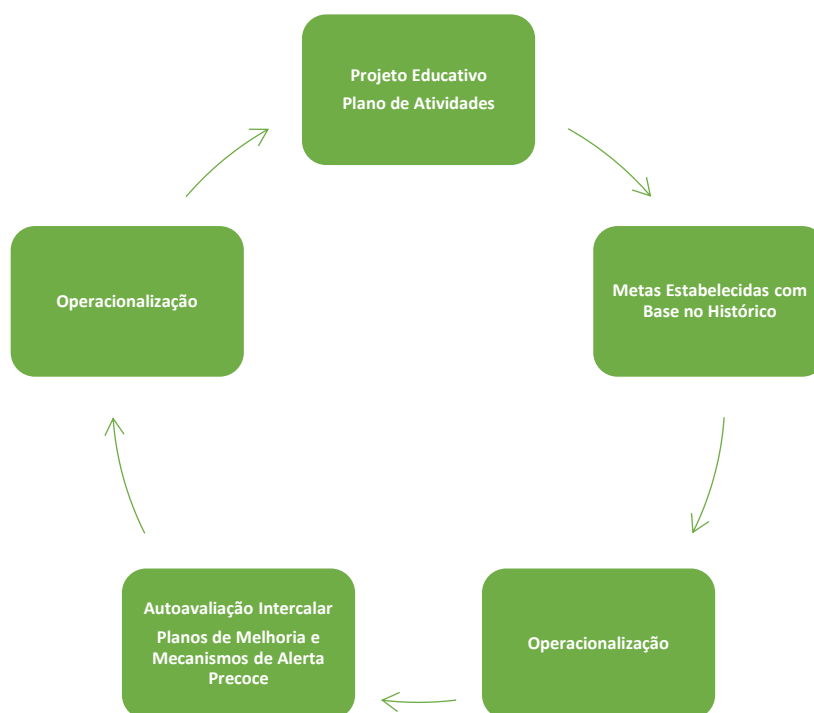 Projeto Educativo
Plano de Atividades
Metas Estabelecidas com
Base no Histórico
Operacionalização
Autoavaliação Intercalar
Planos de Melhoria e
Mecanismos de Alerta
Precoce
Operacionalização